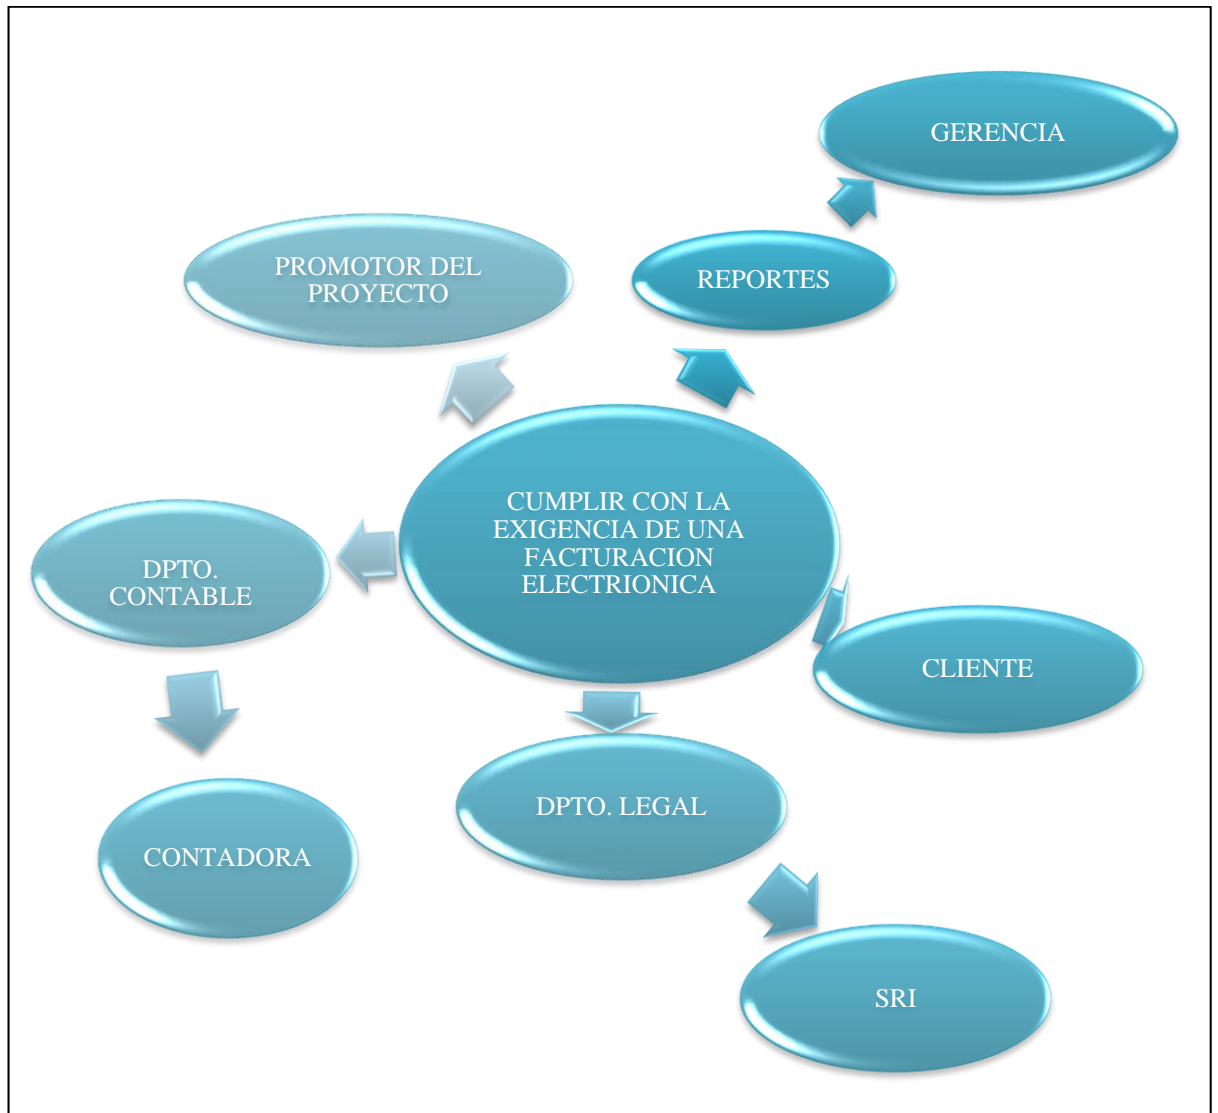 GERENCIA
PROMOTOR DEL
PROYECTO
REPORTES
CUMPLIR CON LA
EXIGENCIA DE UNA
FACTURACION
ELECTRIONICA
DPTO.
CONTABLE
CLIENTE
DPTO. LEGAL
CONTADORA
SRI